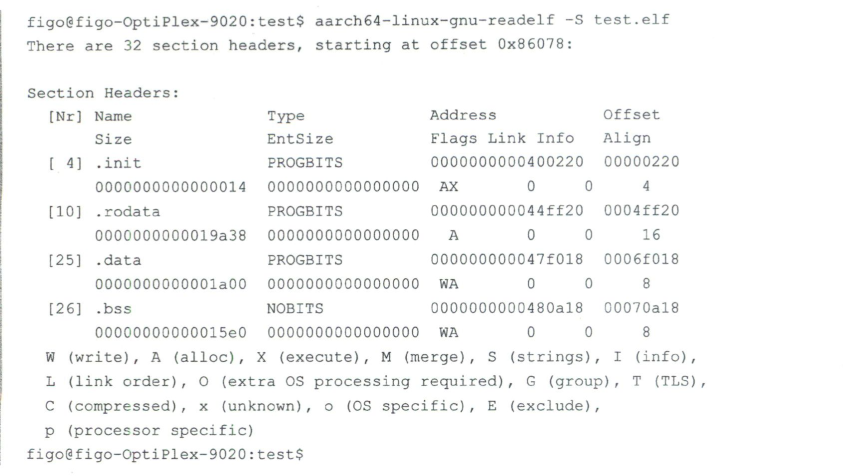 figo@figo-OptiPlex-9020:test$ aarch64-linux-gnu-readelf -S test.elf
There are 32 section headers, starting at offset 0x86078:
Section Headers:
[Nr] Name Type Address Offset
Size EntSize Flags Link Info Align
[ 4] .init PROGBITS 0000000000400220 00000220
0000000000000014 0000000000000000 AX 0 0 4
[10] .rodata PROGBITS 000000000044ff20 0004ff20
0000000000019a38 0000000000000000 A 0 0 16
[25] .data PROGBITS 000000000047f018 0006f018
0000000000001a00 0000000000000000 WA 0 0 8
[26] .bss NOBITS 0000000000480a18 00070a18
00000000000015e0 0000000000000000 WA 0 0 8
W (write), A (alloc), X (execute), M (merge), S (strings), I (info),
L (link order), O (extra OS processing required), G (group), T (TLS),
C (compressed), x (unknown), o (OS specific), E (exclude),
p (processor specific)
figo@figo-OptiPlex-9020:test$